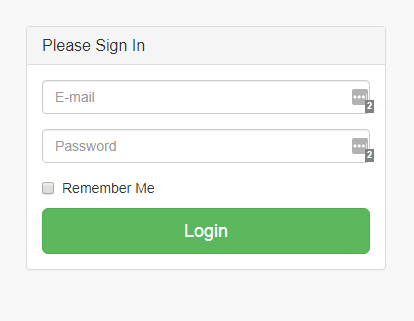 Please Sign In
E-mail
2
Password
2
Remember Me
Login